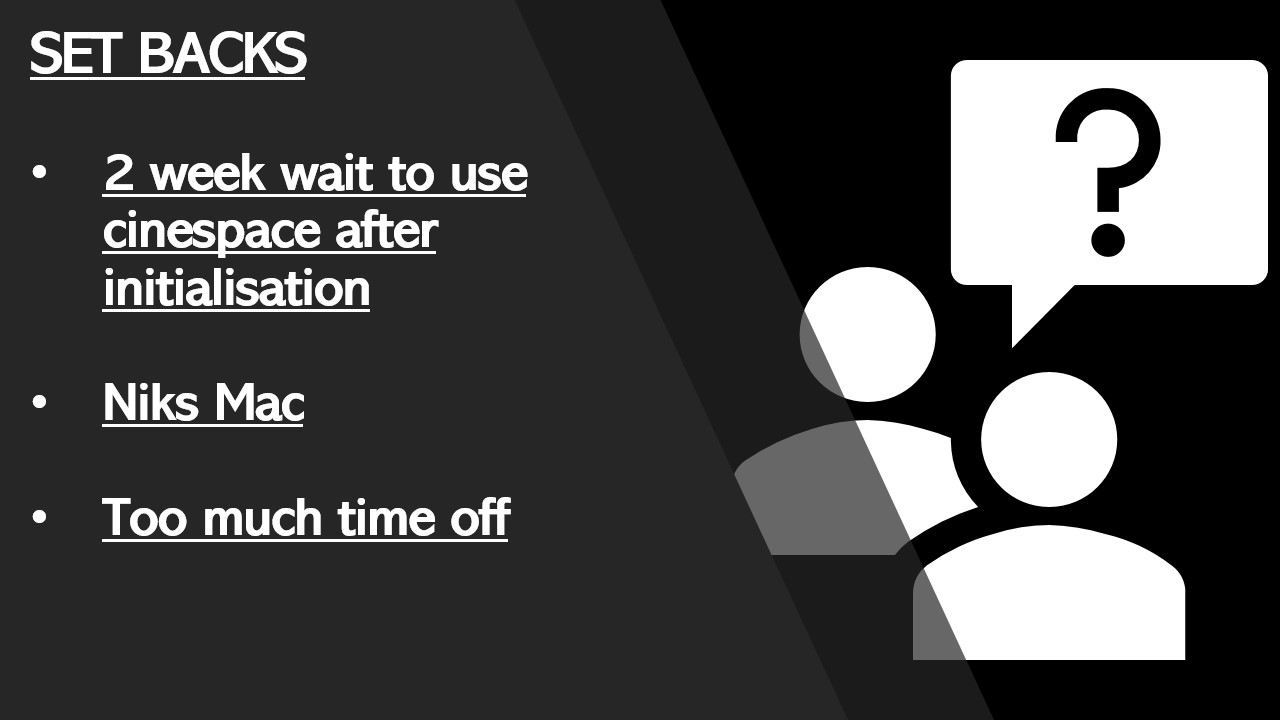 SET BACKS
• 2 week wait to use
cinespace after
initialisation
• Niks Mac
• Too much time off
?